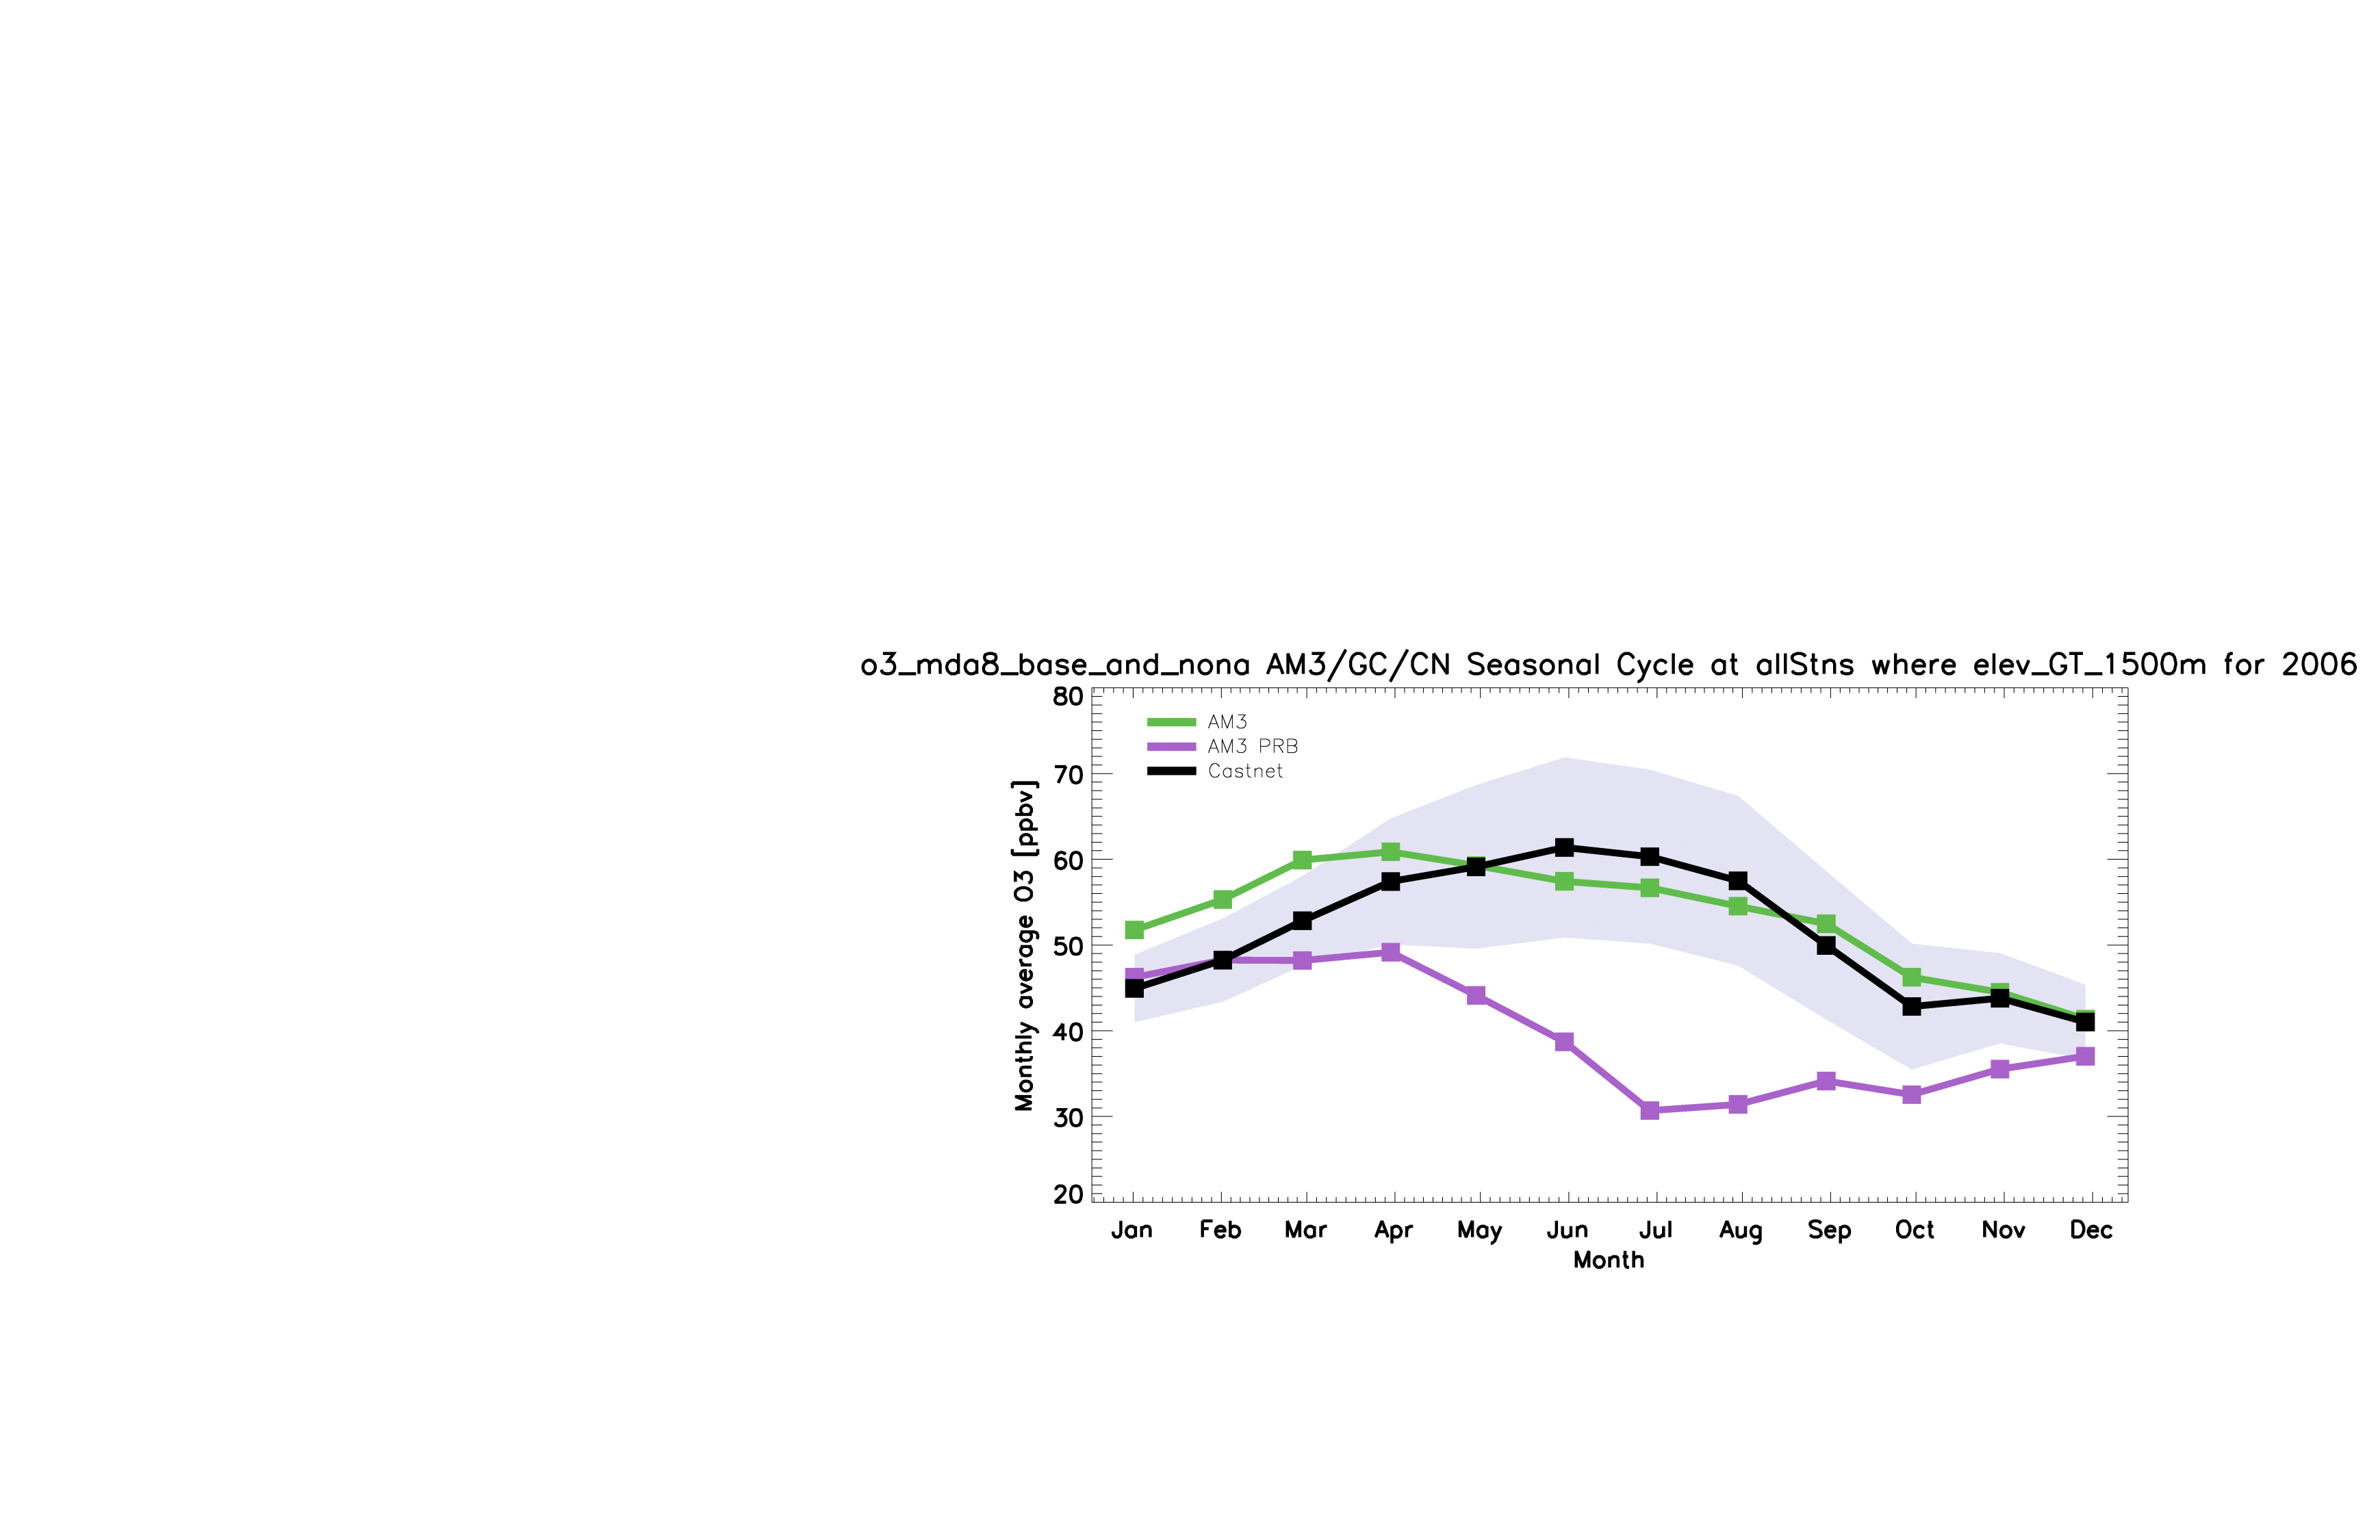 o3_mda8_base_and_nona AM3/GC/CN Seasonal Cycle at allStns where elev_GT_1500m for 2006
80
70
60
50
40
30
20
Monthly average O3 [ppbv]
AM3
AM3 PRB
Castnet
Jan Feb Mar Apr May Jun Jul Aug Sep Oct Nov Dec
Month